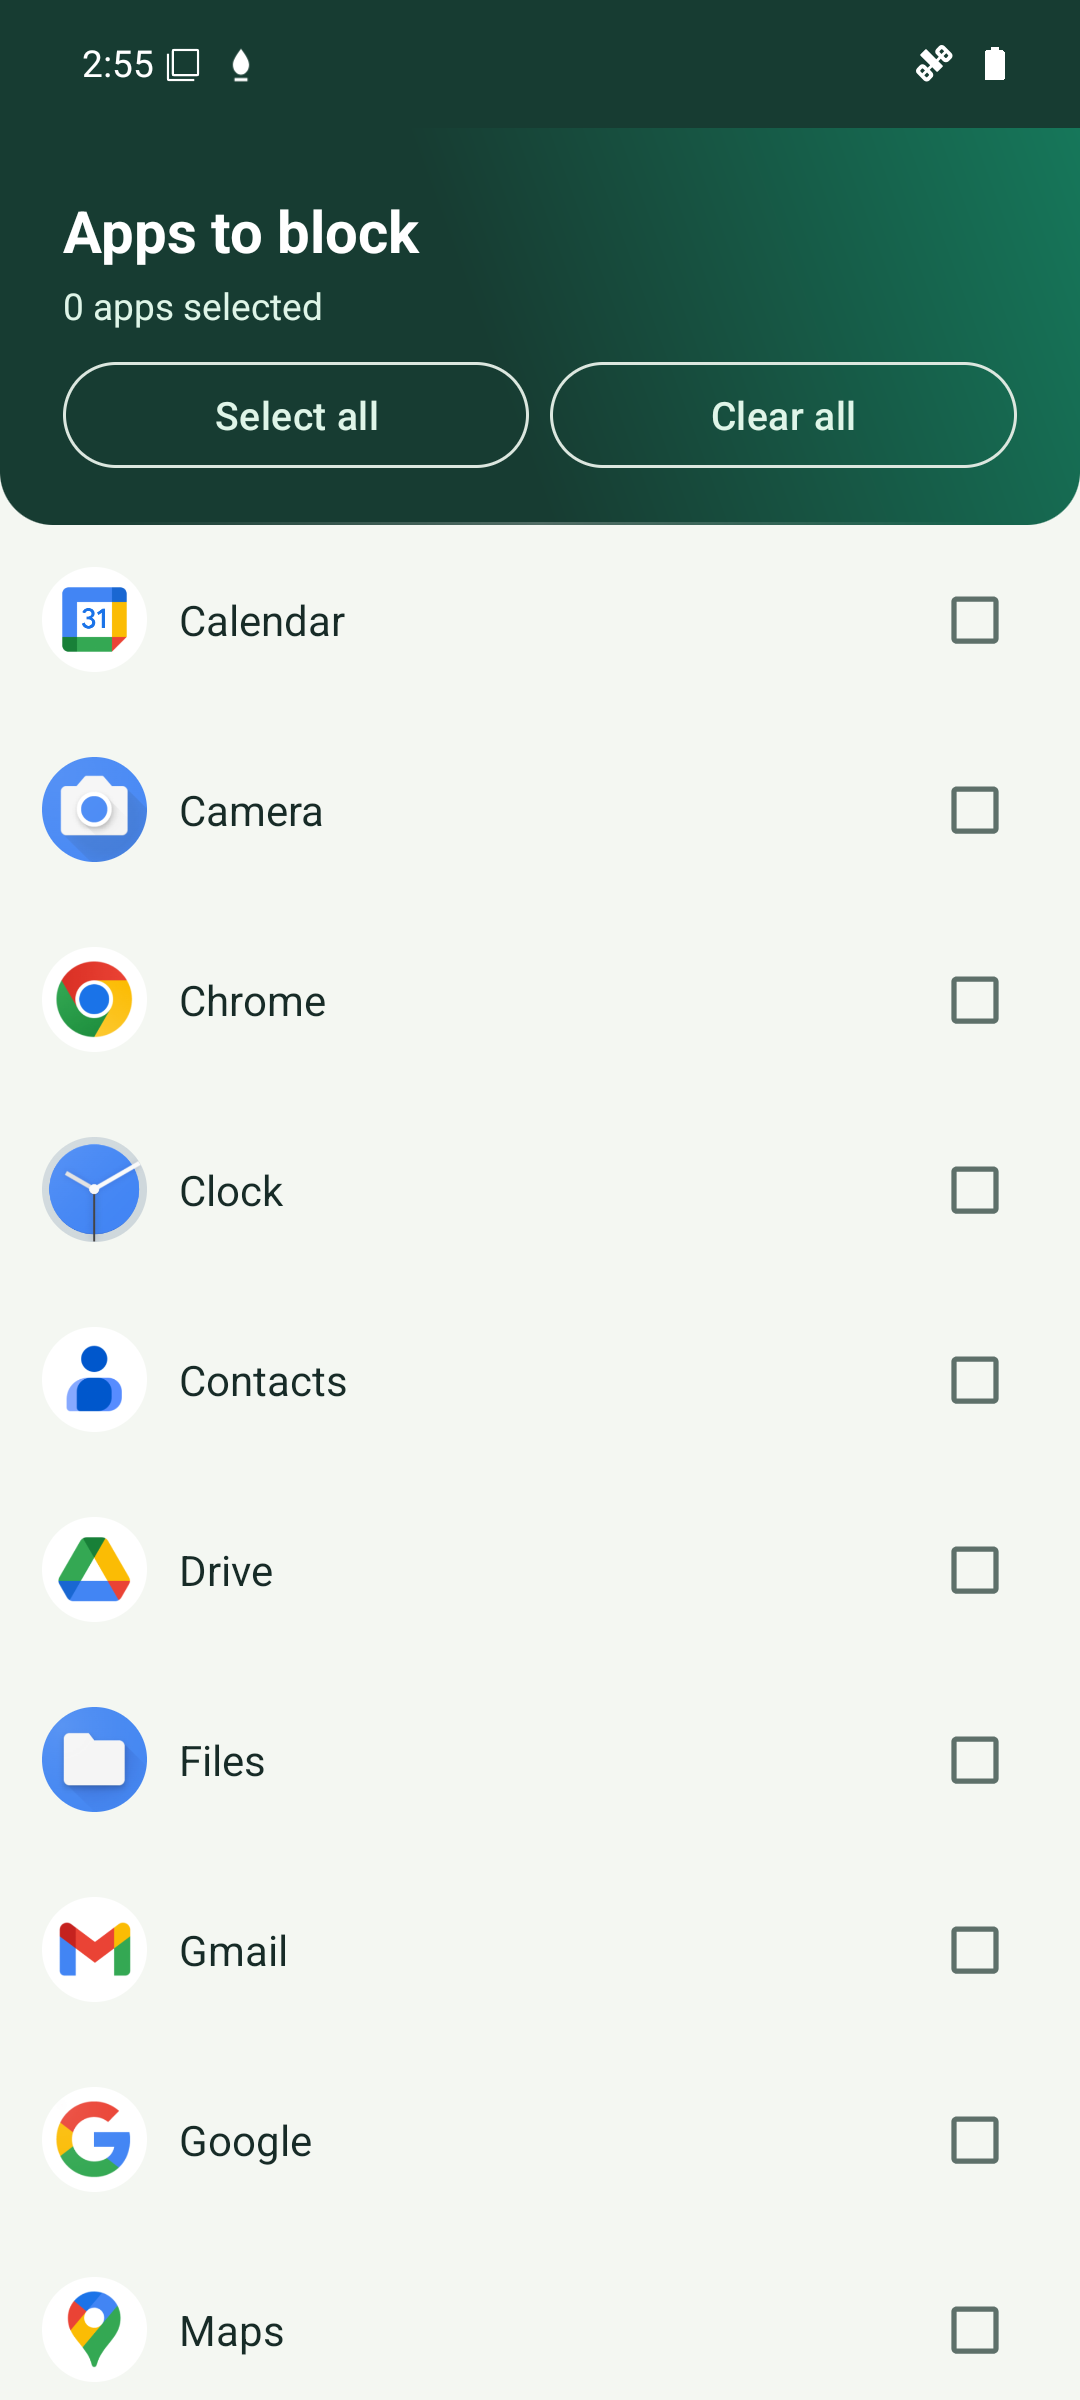 2:55
Apps to block
0 apps selected
Select all
Clear all
31
Calendar
Camera
Chrome
Clock
Contacts
Drive
Files
Gmail
Google
Maps